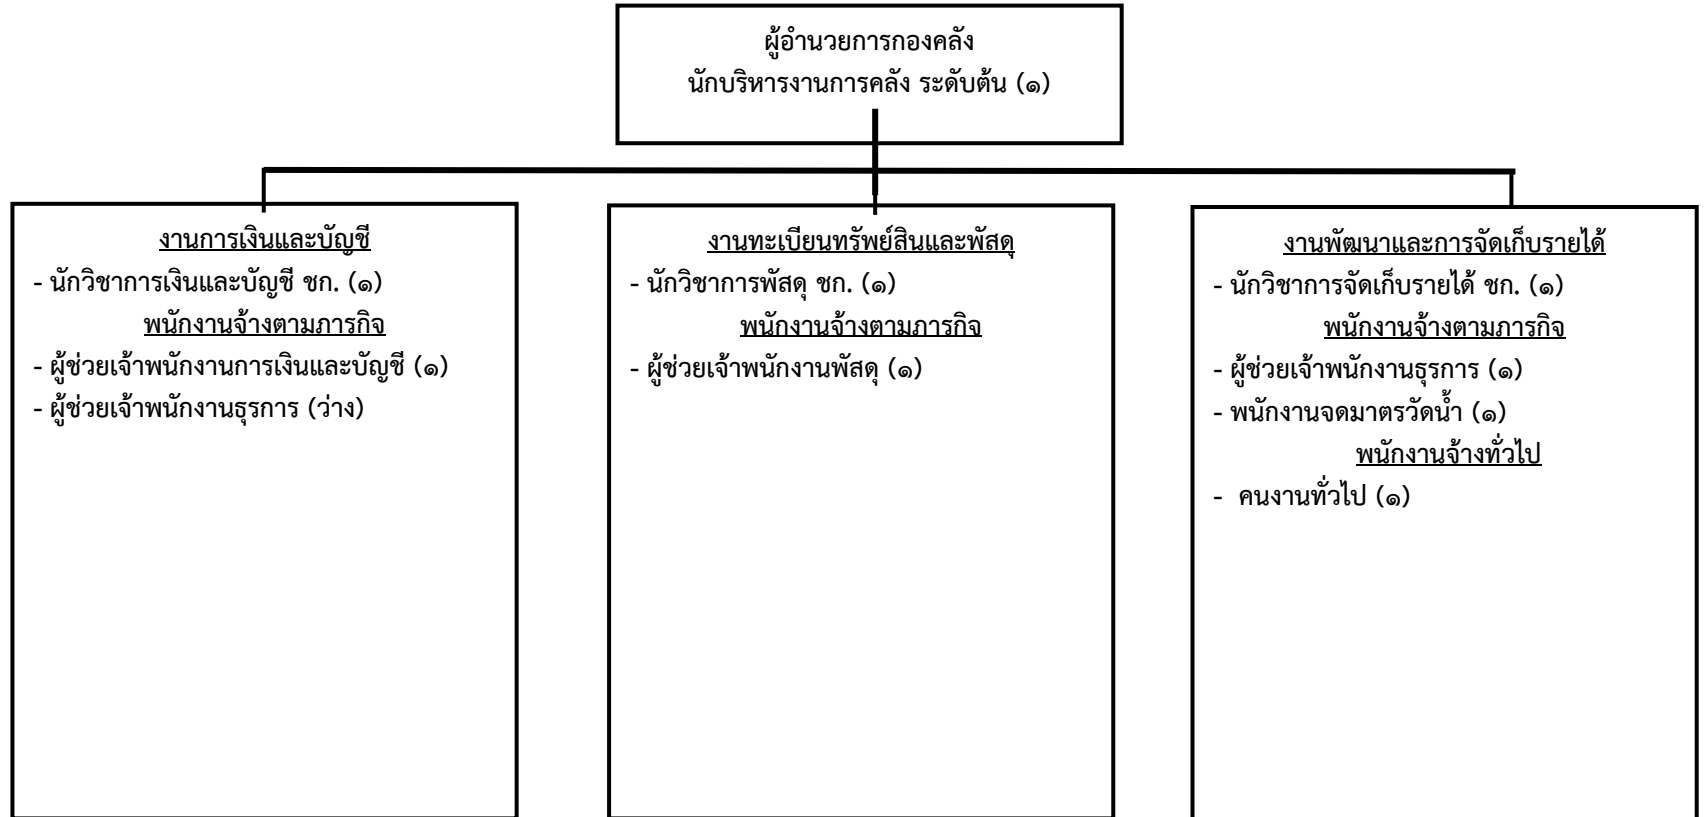 ผู้อำนวยการกองคลัง
นักบริหารงานการคลัง ระดับต้น (๑)
งานการเงินและบัญชี
- นักวิชาการเงินและบัญชี ชก. (๑)
พนักงานจ้างตามภารกิจ
- ผู้ช่วยเจ้าพนักงานการเงินและบัญชี (๑)
- ผู้ช่วยเจ้าพนักงานธุรการ (ว่าง)
งานทะเบียนทรัพย์สินและพัสดุ
- นักวิชาการพัสดุ ชก. (๑)
พนักงานจ้างตามภารกิจ
- ผู้ช่วยเจ้าพนักงานพัสดุ (๑)
งานพัฒนาและการจัดเก็บรายได้
- นักวิชาการจัดเก็บรายได้ ชก. (๑)
พนักงานจ้างตามภารกิจ
- ผู้ช่วยเจ้าพนักงานธุรการ (๑)
- พนักงานจดมาตรวัดน้ำ (๑)
พนักงานจ้างทั่วไป
- คนงานทั่วไป (๑)